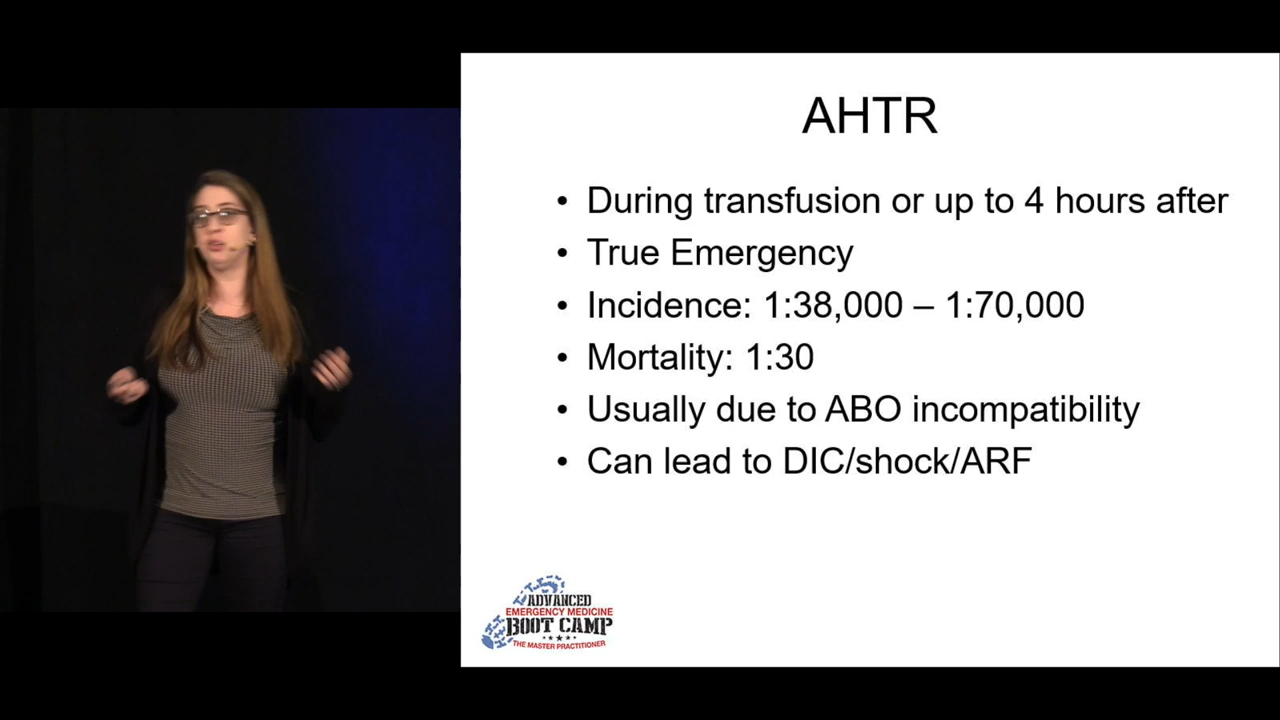 AHTR
• During transfusion or up to 4 hours after
• True Emergency
• Incidence: 1:38,000 – 1:70,000
• Mortality: 1:30
• Usually due to ABO incompatibility
• Can lead to DIC/shock/ARF
ADVANCED
EMERGENCY MEDICINE
BOOT CAMP
THE MASTER PRACTITIONER